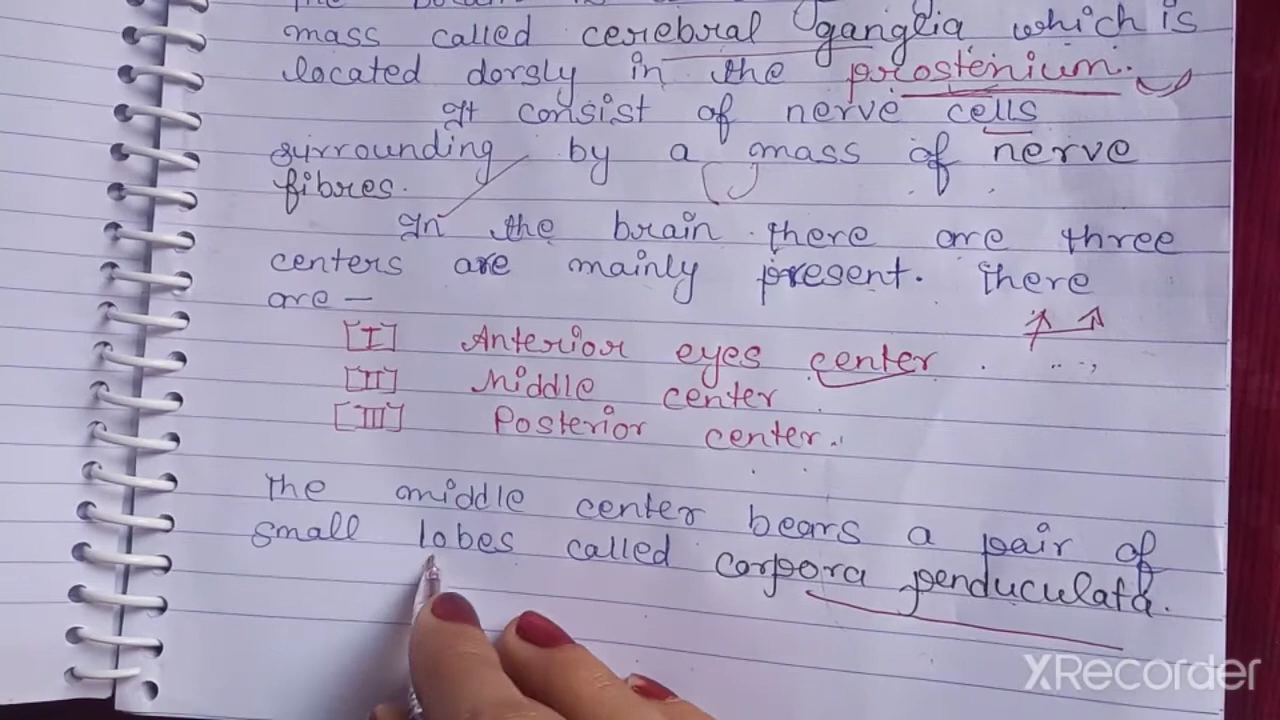 mass called cerebral ganglia which is
located dorsly in the prostenium.
It consist of nerve cells
surrounding by a mass of nerve
fibres.
In the brain there are three
centers are mainly present. There
are -
[I] Anterior eyes center
[II] Middle center
[III] Posterior center.
The middle center bears a pair of
small lobes called corpora penduculata.
XRecorder